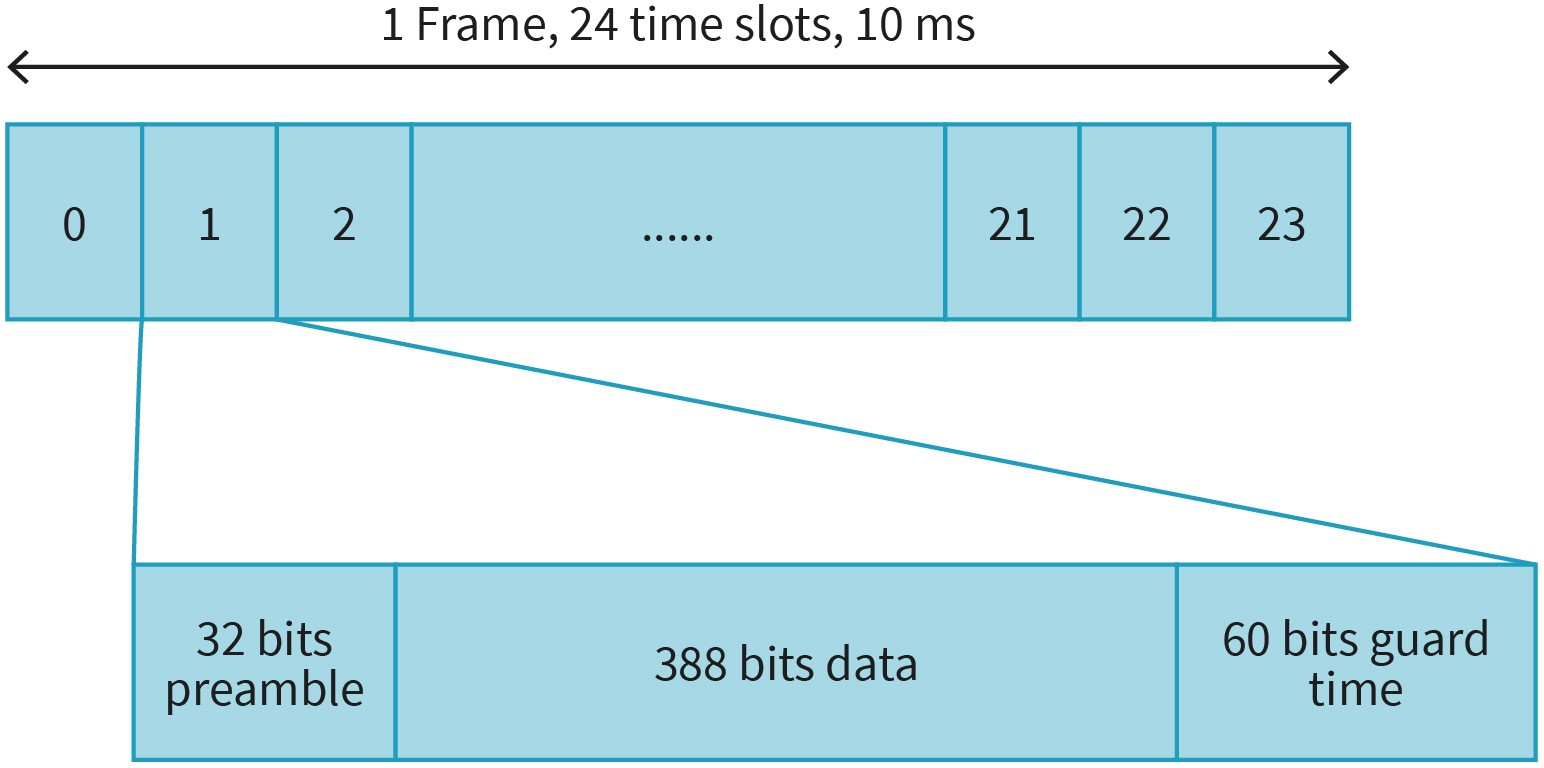 1 Frame, 24 time slots, 10 ms
0
1
2
......
21
22
23
32 bits
preamble
388 bits data
60 bits guard
time